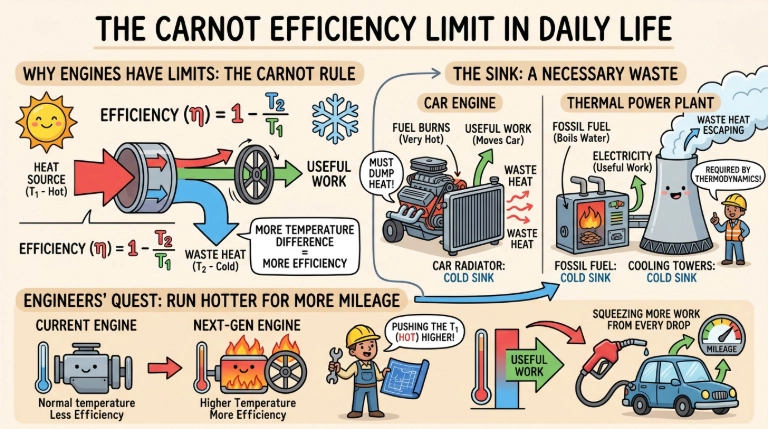 THE CARNOT EFFICIENCY LIMIT IN DAILY LIFE
WHY ENGINES HAVE LIMITS: THE CARNOT RULE
EFFICIENCY (η) = 1 - T₂/T₁
HEAT
SOURCE
(T₁ - Hot)
USEFUL
WORK
EFFICIENCY (η) = 1 - T₂/T₁
WASTE HEAT
(T₂ - Cold)
MORE TEMPERATURE
DIFFERENCE
=
MORE EFFICIENCY
THE SINK: A NECESSARY WASTE
CAR ENGINE
FUEL BURNS
(Very Hot)
USEFUL WORK
(Moves Car)
MUST
DUMP
HEAT!
WASTE
HEAT
WASTE
HEAT
CAR RADIATOR:
COLD SINK
THERMAL POWER PLANT
FOSSIL FUEL
(Boils Water)
WASTE HEAT
ESCAPING
ELECTRICITY
(Useful Work)
REQUIRED BY
THERMODYNAMICS!
FOSSIL FUEL:
COLD SINK
COOLING TOWERS:
COLD SINK
ENGINEERS' QUEST: RUN HOTTER FOR MORE MILEAGE
CURRENT ENGINE
Normal temperature
Less Efficiency
NEXT-GEN ENGINE
Higher Temperature
More Efficiency
PUSHING THE T₁
(HOT) HIGHER!
USEFUL
WORK
SQUEEZING MORE WORK
FROM EVERY DROP
MILEAGE